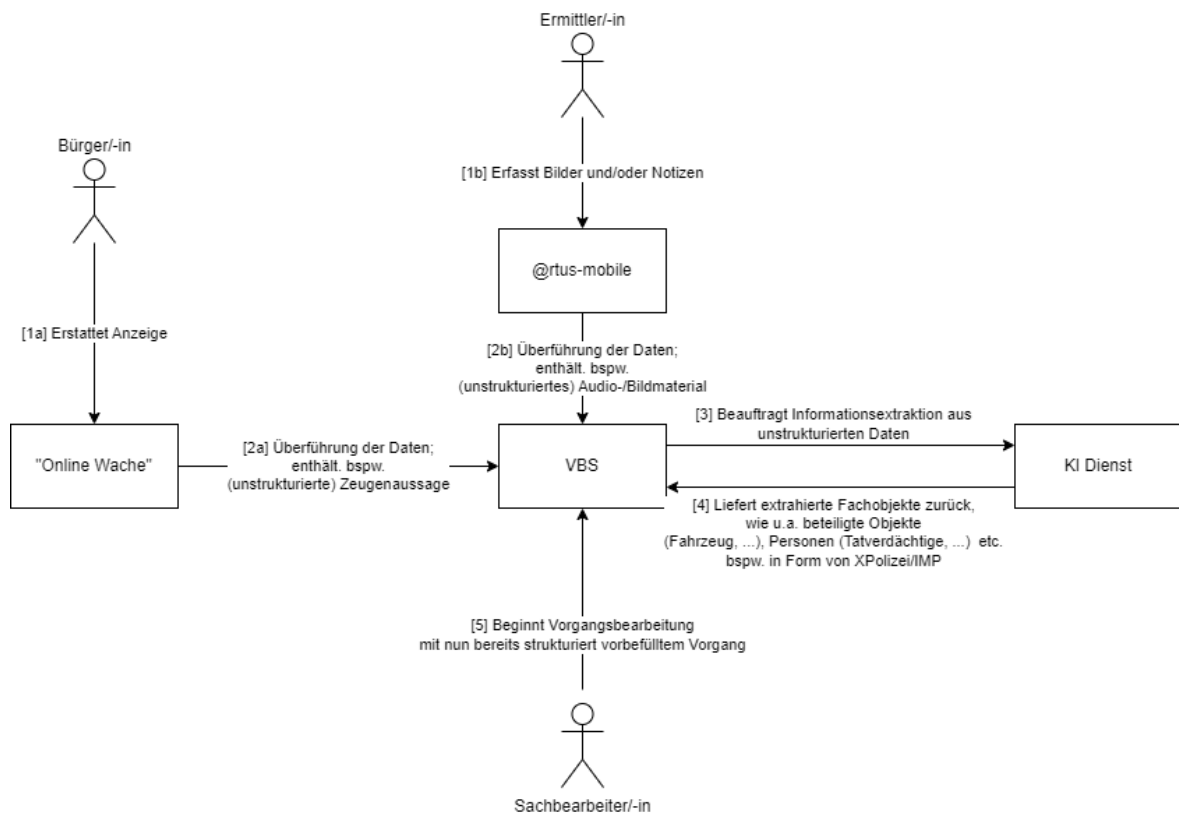 Ermittler/-in
Bürger/-in
[1b] Erfasst Bilder und/oder Notizen
@rtus-mobile
[1a] Erstattet Anzeige
[2b] Überführung der Daten;
enthält. bspw.
(unstrukturiertes) Audio-/Bildmaterial
[3] Beauftragt Informationsextraktion aus
unstrukturierten Daten
"Online Wache"
[2a] Überführung der Daten;
enthält. bspw.
(unstrukturierte) Zeugenaussage
VBS
KI Dienst
[4] Liefert extrahierte Fachobjekte zurück,
wie u.a. beteiligte Objekte
(Fahrzeug, ...), Personen (Tatverdächtige, ...) etc.
bspw. in Form von XPolizei/IMP
[5] Beginnt Vorgangsbearbeitung
mit nun bereits strukturiert vorbefülltem Vorgang
Sachbearbeiter/-in